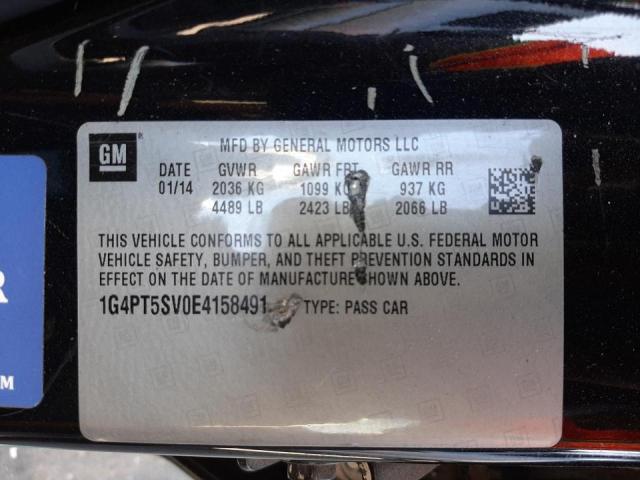 GM
MFD BY GENERAL MOTORS LLC
DATE GVWR GAWR FRT GAWR RR
01/14 2036 KG 1099 KG 937 KG
4489 LB 2423 LB 2066 LB
THIS VEHICLE CONFORMS TO ALL APPLICABLE U.S. FEDERAL MOTOR
VEHICLE SAFETY, BUMPER, AND THEFT PREVENTION STANDARDS IN
EFFECT ON THE DATE OF MANUFACTURE SHOWN ABOVE.
1G4PT5SV0E4158491 TYPE: PASS CAR
R
M